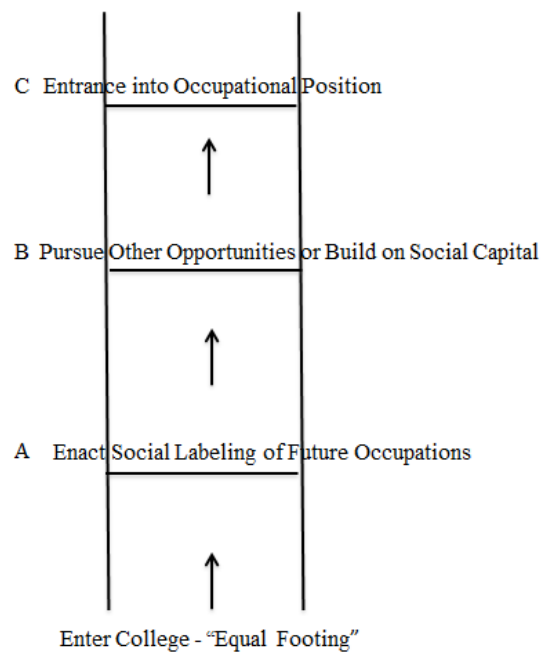 C Entrance into Occupational Position
B Pursue Other Opportunities or Build on Social Capital
A Enact Social Labeling of Future Occupations
Enter College - “Equal Footing”